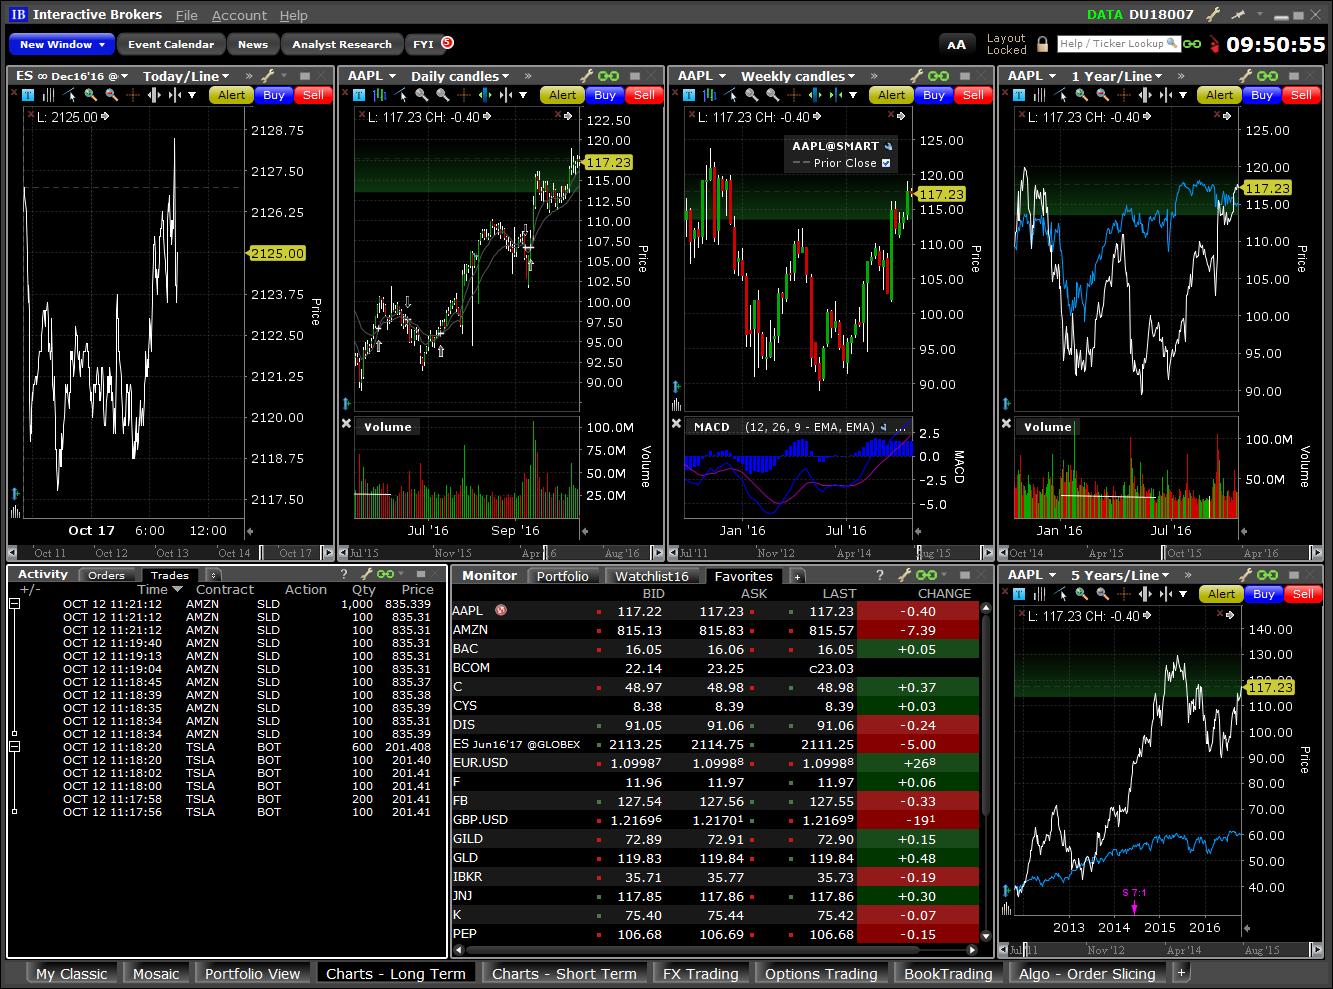 IB Interactive Brokers File Account Help DATA DU18007
New Window Event Calendar News Analyst Research FYI 5 AA Layout Locked Help / Ticker Lookup 09:50:55
ES ∞ Dec16'16 @ Today/Line »
T Alert Buy Sell
L: 2125.00
2128.75
2127.50
2126.25
2125.00
2123.75
2122.50
2121.25
2120.00
2118.75
2117.50
Price
Oct 17 6:00 12:00
Oct 11 Oct 12 Oct 13 Oct 14 Oct 17
AAPL Daily candles »
T Alert Buy Sell
L: 117.23 CH: -0.40
122.50
117.23
115.00
112.50
110.00
107.50
105.00
102.50
100.00
97.50
95.00
92.50
90.00
Price
Volume
100.0M
75.0M
50.0M
25.0M
Volume
Jul '16 Sep '16
Jul '15 Nov '15 Apr '16 Aug '16
AAPL Weekly candles »
T Alert Buy Sell
L: 117.23 CH: -0.40
AAPL@SMART
Prior Close
125.00
120.00
117.23
115.00
110.00
105.00
100.00
95.00
90.00
Price
MACD (12, 26, 9 - EMA, EMA) ...
2.5
0.0
-2.5
-5.0
MACD
Jan '16 Jul '16
Jul '11 Nov '12 Apr '14 Aug '15
AAPL 1 Year/Line »
T Alert Buy Sell
L: 117.23 CH: -0.40
125.00
120.00
117.23
115.00
110.00
105.00
100.00
95.00
90.00
Price
Volume
100.0M
50.0M
Volume
Jan '16 Jul '16
Oct '14 Apr '15 Oct '15 Apr '16
Activity Orders Trades ?
+/- Time Contract Action Qty Price
OCT 12 11:21:12 AMZN SLD 1,000 835.339
OCT 12 11:21:12 AMZN SLD 100 835.31
OCT 12 11:21:12 AMZN SLD 100 835.31
OCT 12 11:19:40 AMZN SLD 100 835.31
OCT 12 11:19:13 AMZN SLD 100 835.31
OCT 12 11:19:04 AMZN SLD 100 835.31
OCT 12 11:18:45 AMZN SLD 100 835.37
OCT 12 11:18:39 AMZN SLD 100 835.38
OCT 12 11:18:35 AMZN SLD 100 835.39
OCT 12 11:18:34 AMZN SLD 100 835.31
OCT 12 11:18:34 AMZN SLD 100 835.39
OCT 12 11:18:20 TSLA BOT 600 201.408
OCT 12 11:18:20 TSLA BOT 100 201.40
OCT 12 11:18:02 TSLA BOT 100 201.41
OCT 12 11:18:00 TSLA BOT 100 201.41
OCT 12 11:17:58 TSLA BOT 200 201.41
OCT 12 11:17:56 TSLA BOT 100 201.41
Monitor Portfolio Watchlist16 Favorites + ?
BID ASK LAST CHANGE
AAPL 117.22 117.23 117.23 -0.40
AMZN 815.13 815.83 815.57 -7.39
BAC 16.05 16.06 16.05 +0.05
BCOM 22.14 23.25 c23.03
C 48.97 48.98 48.98 +0.37
CYS 8.38 8.39 8.39 +0.03
DIS 91.05 91.06 91.06 -0.24
ES Jun16'17 @GLOBEX 2113.25 2114.75 2111.25 -5.00
EUR.USD 1.0998⁷ 1.0998⁸ 1.0998⁸ +26⁸
F 11.96 11.97 11.97 +0.06
FB 127.54 127.56 127.55 -0.33
GBP.USD 1.2169⁶ 1.2170¹ 1.2169⁹ -19¹
GILD 72.89 72.91 72.90 +0.15
GLD 119.83 119.84 119.84 +0.48
IBKR 35.71 35.77 35.73 -0.19
JNJ 117.85 117.86 117.86 +0.30
K 75.40 75.44 75.42 -0.07
PEP 106.68 106.69 106.68 -0.15
AAPL 5 Years/Line »
T Alert Buy Sell
L: 117.23 CH: -0.40
140.00
130.00
117.23
110.00
100.00
90.00
80.00
70.00
60.00
50.00
40.00
Price
S 7:1
2013 2014 2015 2016
Jul '11 Nov '12 Apr '14 Aug '15
My Classic Mosaic Portfolio View Charts - Long Term Charts - Short Term FX Trading Options Trading BookTrading Algo - Order Slicing +